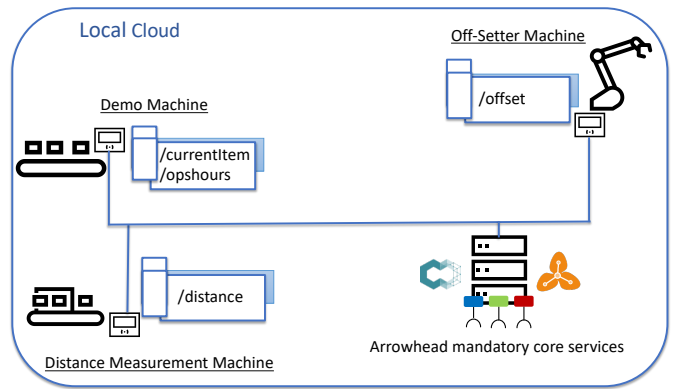 Local Cloud
Off-Setter Machine
/offset
Demo Machine
/currentItem
/opshours
/distance
Distance Measurement Machine
Arrowhead mandatory core services